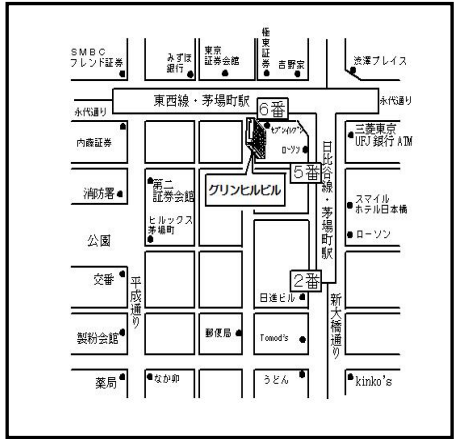 SMBC
フレンド証券
みずほ
銀行
東京
証券会館
極
東
証
券
吉野家
渋澤プレイス
東西線・茅場町駅
永代通り
永代通り
6番
内藤証券
セブンイレブン
ローソン
三菱東京
UFJ銀行ATM
日比谷線・茅場町駅
5番
消防署
第二
証券会館
グリンヒルビル
スマイル
ホテル日本橋
ヒルックス
茅場町
ローソン
公園
2番
交番
平成通り
日進ビル
新大橋通り
製粉会館
郵便局
Tomod's
薬局
なか卯
うどん
kinko's